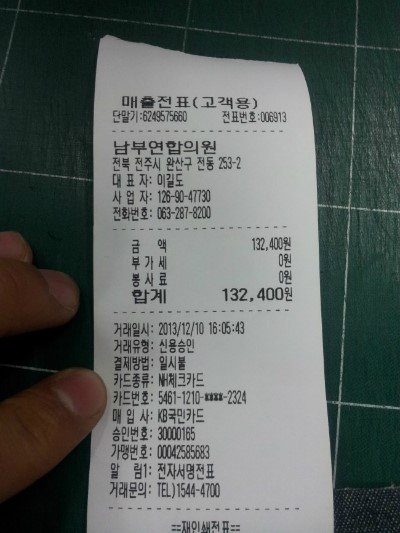 매출전표(고객용)
단말기:6249575660 전표번호:006913
남부연합의원
전북 전주시 완산구 전동 253-2
대 표 자: 이길도
사 업 자: 126-90-47730
전화번호: 063-287-8200
금 액 132,400원
부 가 세 0원
봉 사 료 0원
합계 132,400원
거래일시: 2013/12/10 16:05:43
거래유형: 신용승인
결제방법: 일시불
카드종류: NH체크카드
카드번호: 5461-1210-****-2324
매 입 사: KB국민카드
승인번호: 30000165
가맹번호: 00042585683
알 림1: 전자서명전표
거래문의: TEL)1544-4700
==재인쇄전표==